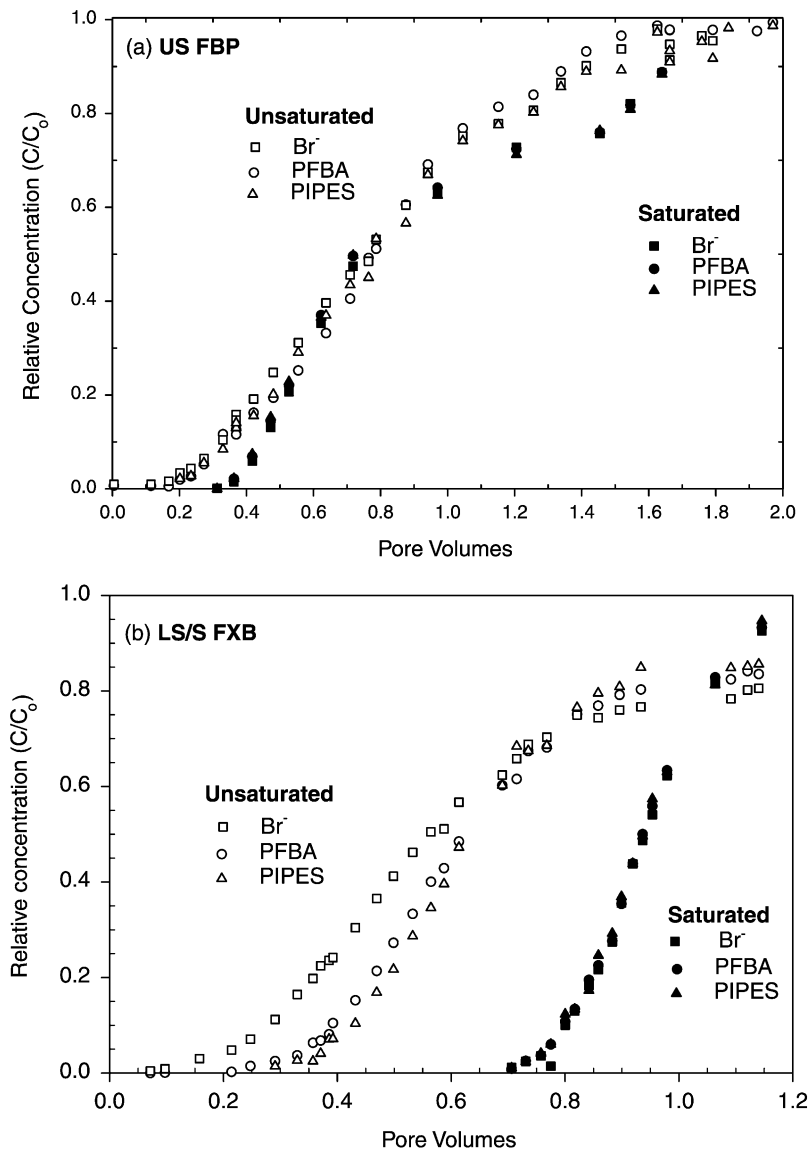 (a) US FBP
Relative Concentration (C/Co)
1.0
0.8
0.6
0.4
0.2
0.0
Unsaturated
Br-
PFBA
PIPES
Saturated
Br-
PFBA
PIPES
0.0 0.2 0.4 0.6 0.8 1.0 1.2 1.4 1.6 1.8 2.0
Pore Volumes
(b) LS/S FXB
Relative concentration (C/Co)
1.0
0.8
0.6
0.4
0.2
0.0
Unsaturated
Br-
PFBA
PIPES
Saturated
Br-
PFBA
PIPES
0.0 0.2 0.4 0.6 0.8 1.0 1.2
Pore Volumes